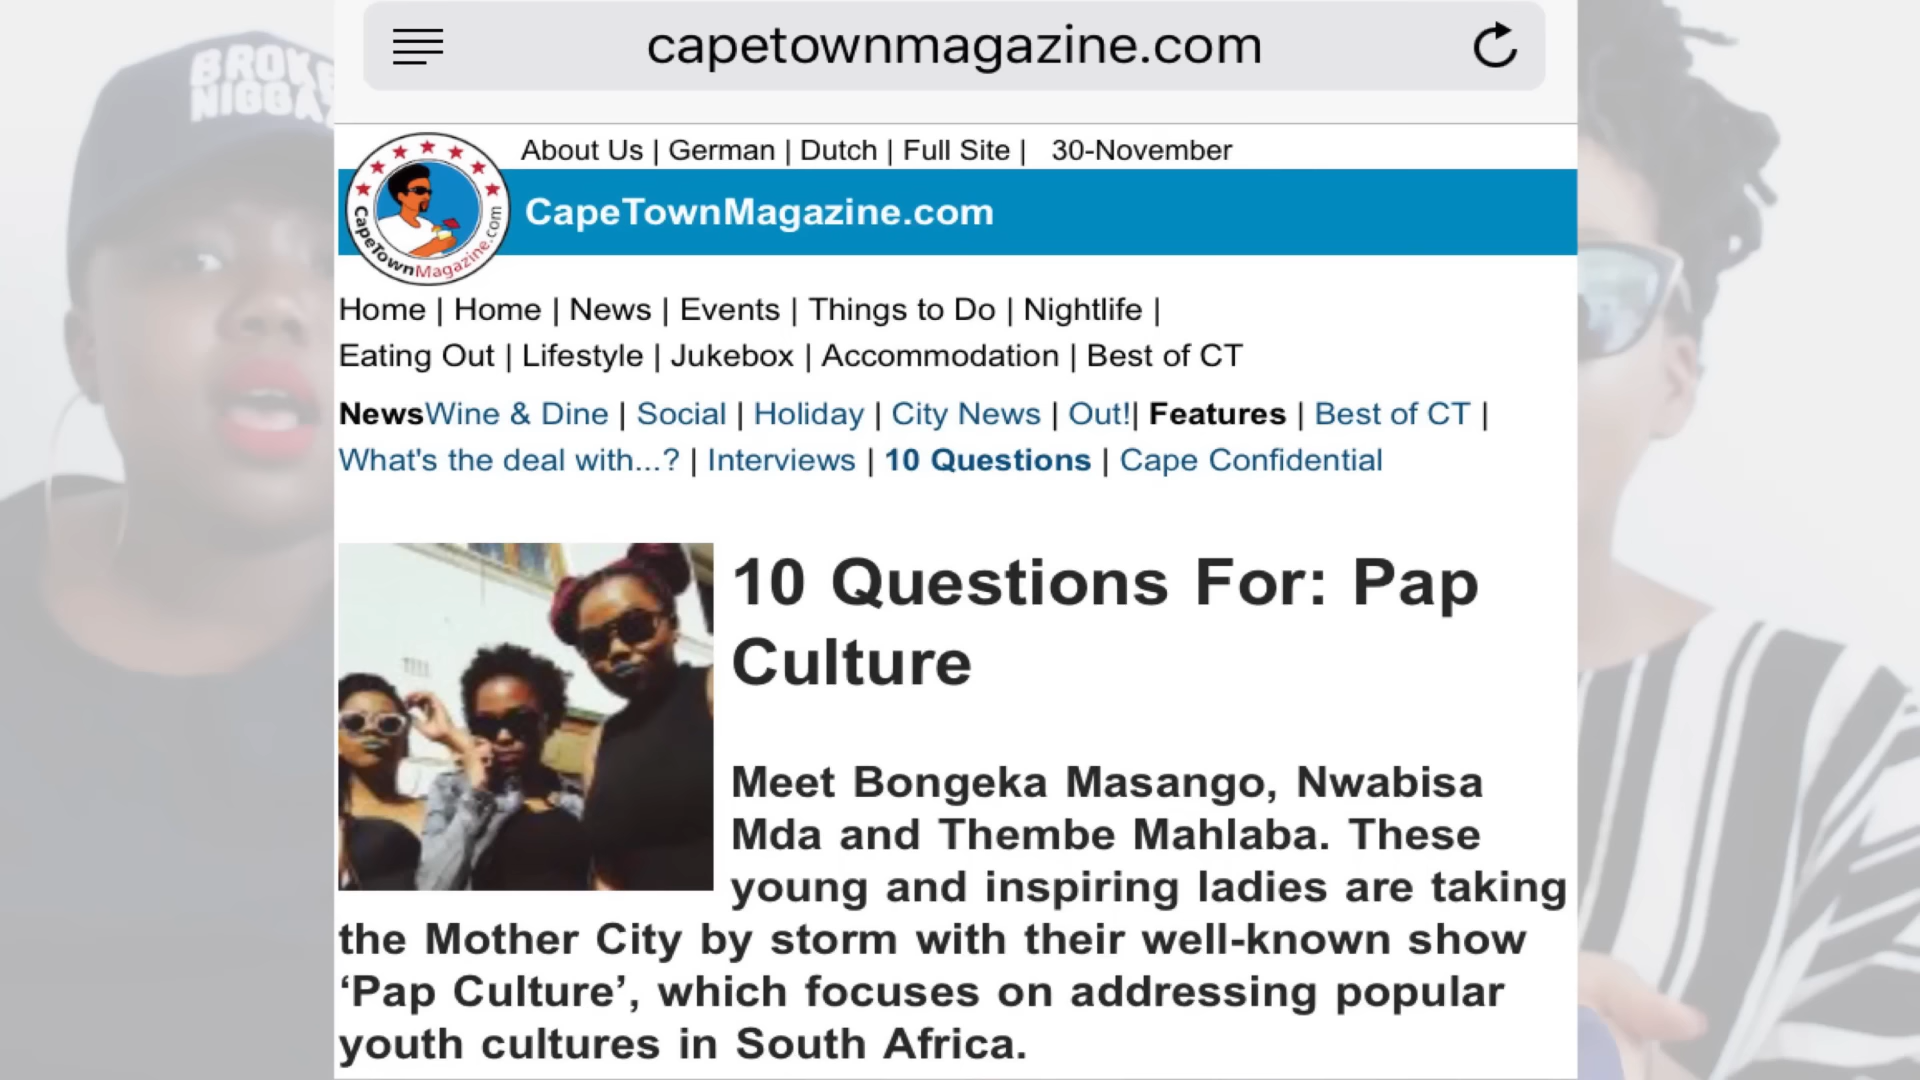 BROKE
NIGGA
capetownmagazine.com
About Us | German | Dutch | Full Site | 30-November
CapeTownMagazine.com
CapeTownMagazine.com
Home | Home | News | Events | Things to Do | Nightlife |
Eating Out | Lifestyle | Jukebox | Accommodation | Best of CT
NewsWine & Dine | Social | Holiday | City News | Out!| Features | Best of CT |
What's the deal with...? | Interviews | 10 Questions | Cape Confidential
10 Questions For: Pap
Culture
Meet Bongeka Masango, Nwabisa
Mda and Thembe Mahlaba. These
young and inspiring ladies are taking
the Mother City by storm with their well-known show
‘Pap Culture’, which focuses on addressing popular
youth cultures in South Africa.